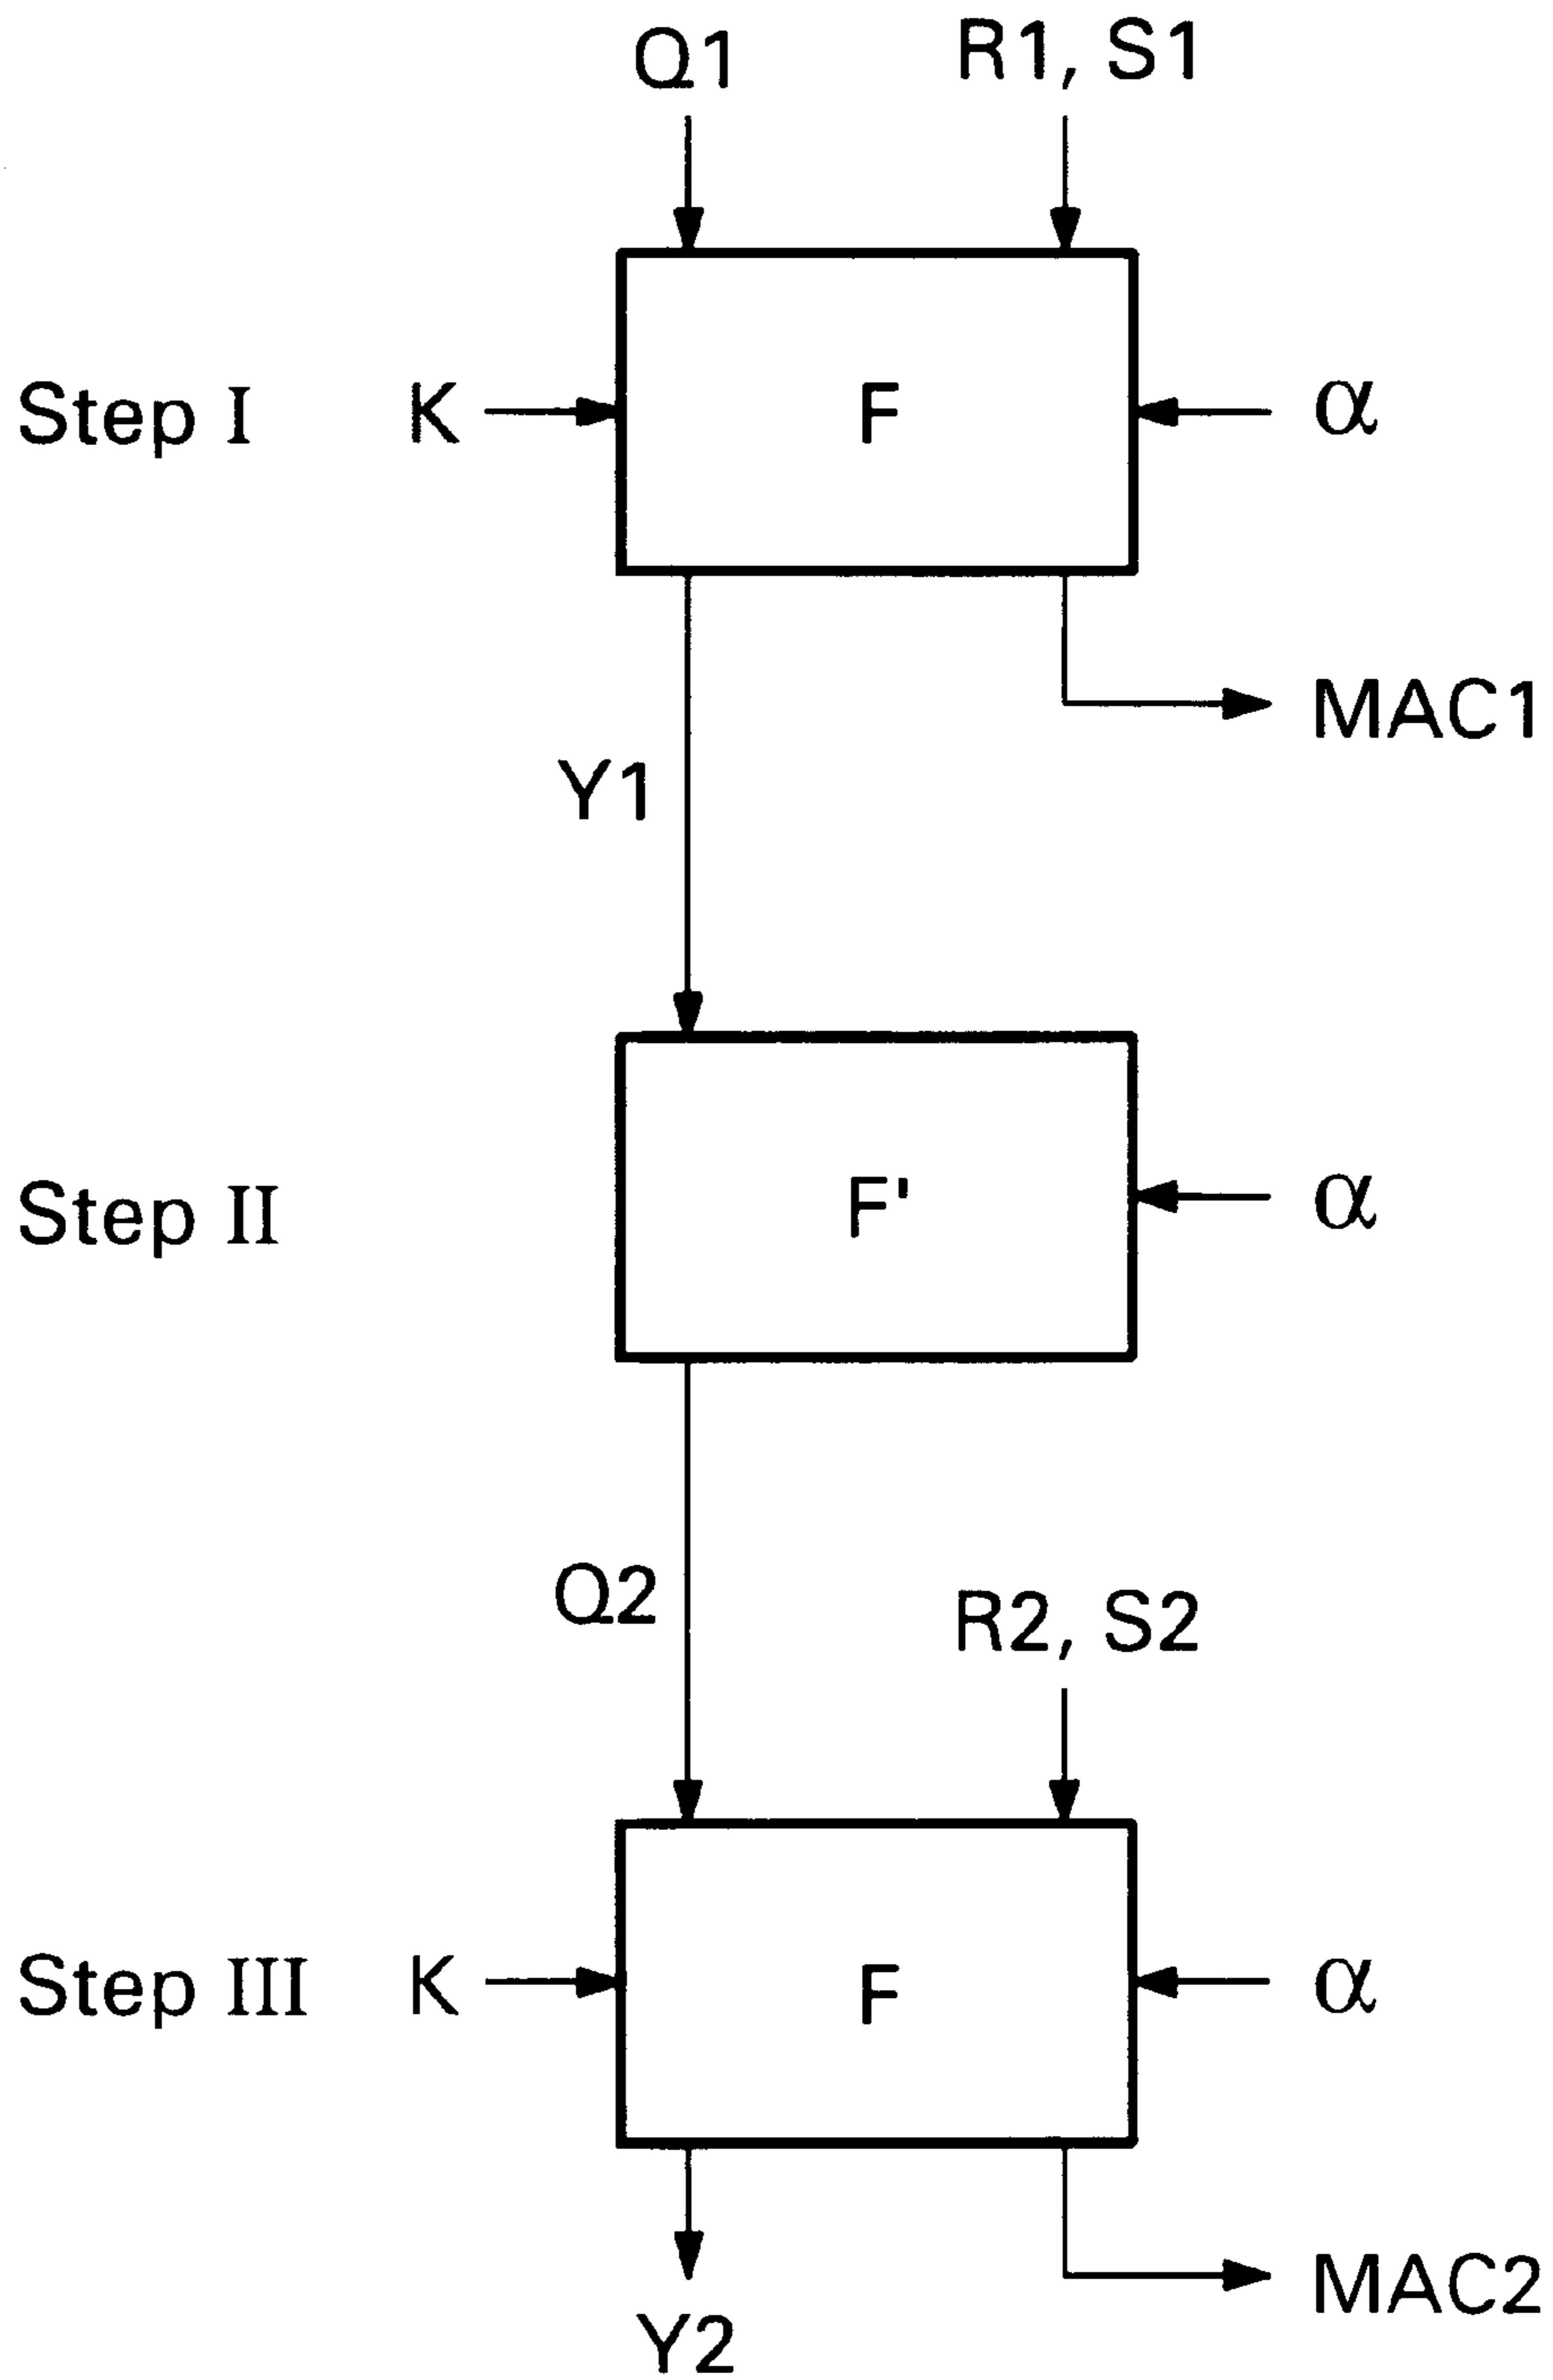 Q1 R1, S1
Step I K F α
MAC1
Y1
Step II F' α
Q2 R2, S2
Step III K F α
MAC2
Y2